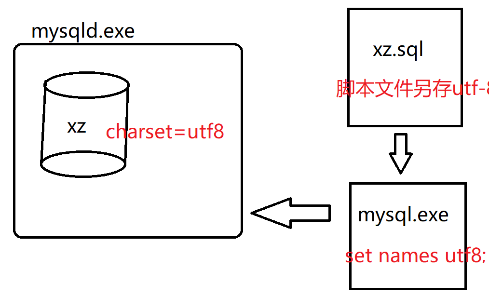 mysqld.exe
xz
charset=utf8
xz.sql
脚本文件另存utf-8
mysql.exe
set names utf8;